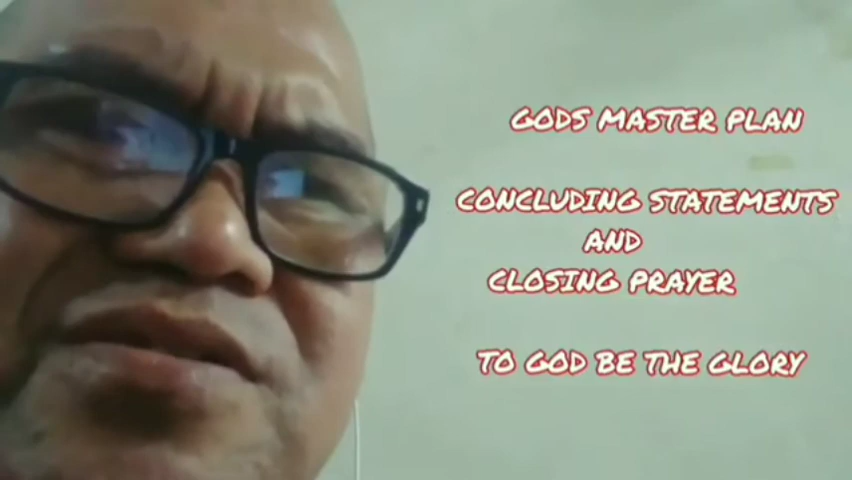 GODS MASTER PLAN
CONCLUDING STATEMENTS
AND
CLOSING PRAYER
TO GOD BE THE GLORY